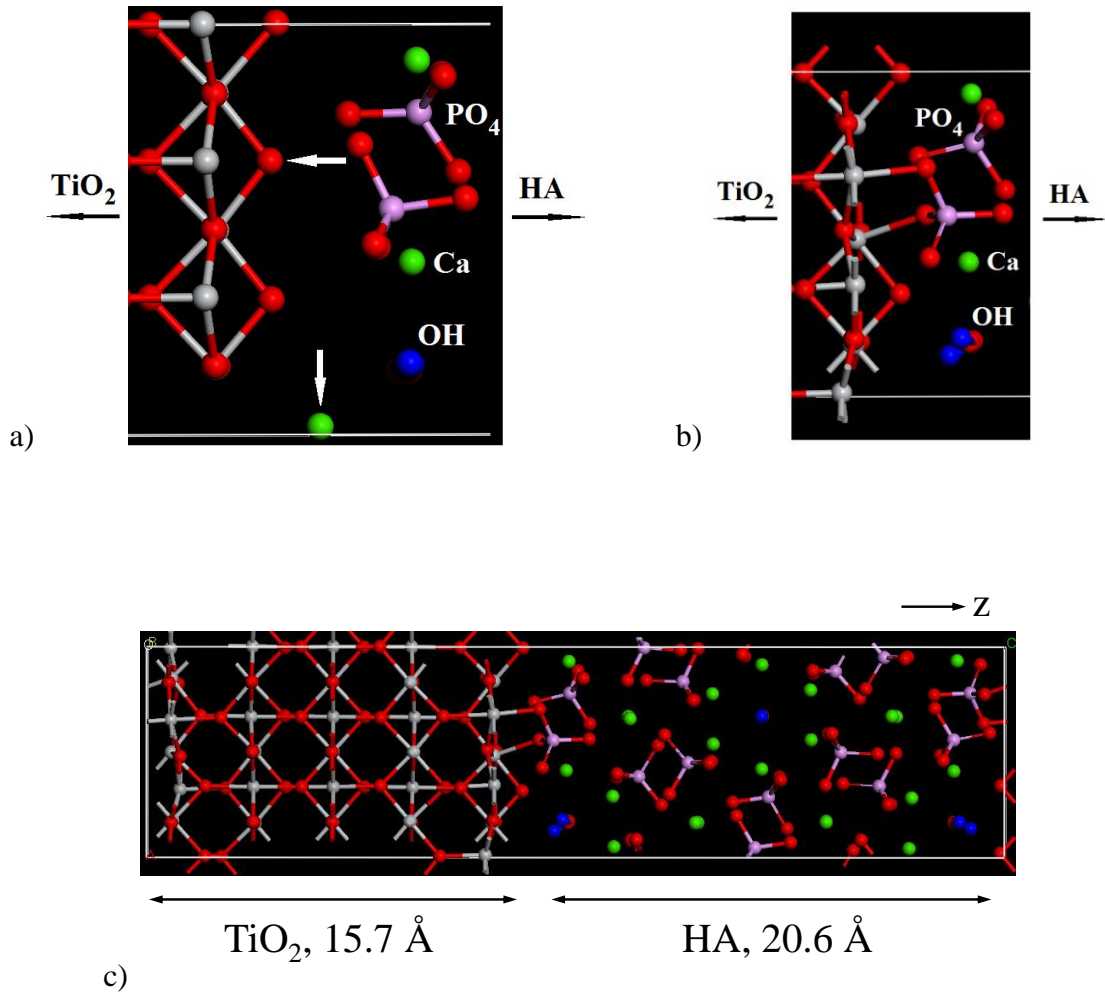 PO4
TiO2
HA
Ca
OH
a)
PO4
TiO2
HA
Ca
OH
b)
z
TiO2, 15.7 Å
HA, 20.6 Å
c)